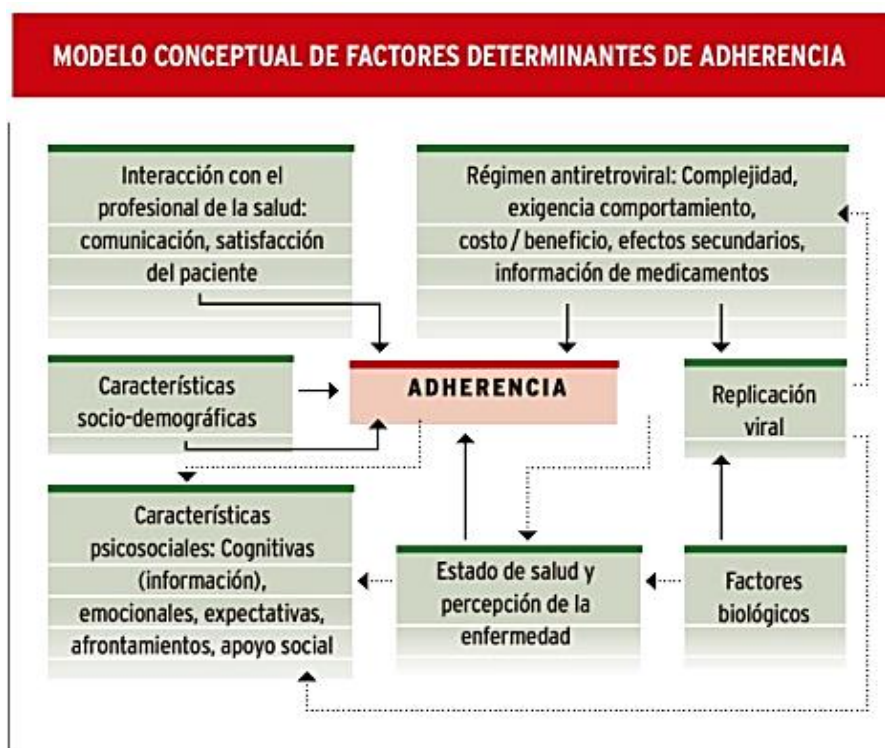 MODELO CONCEPTUAL DE FACTORES DETERMINANTES DE ADHERENCIA
Interacción con el
profesional de la salud:
comunicación, satisfacción
del paciente
Régimen antiretroviral: Complejidad,
exigencia comportamiento,
costo / beneficio, efectos secundarios,
información de medicamentos
Características
socio-demográficas
ADHERENCIA
Replicación
viral
Características
psicosociales: Cognitivas
(información),
emocionales, expectativas,
afrontamientos, apoyo social
Estado de salud y
percepción de la
enfermedad
Factores
biológicos